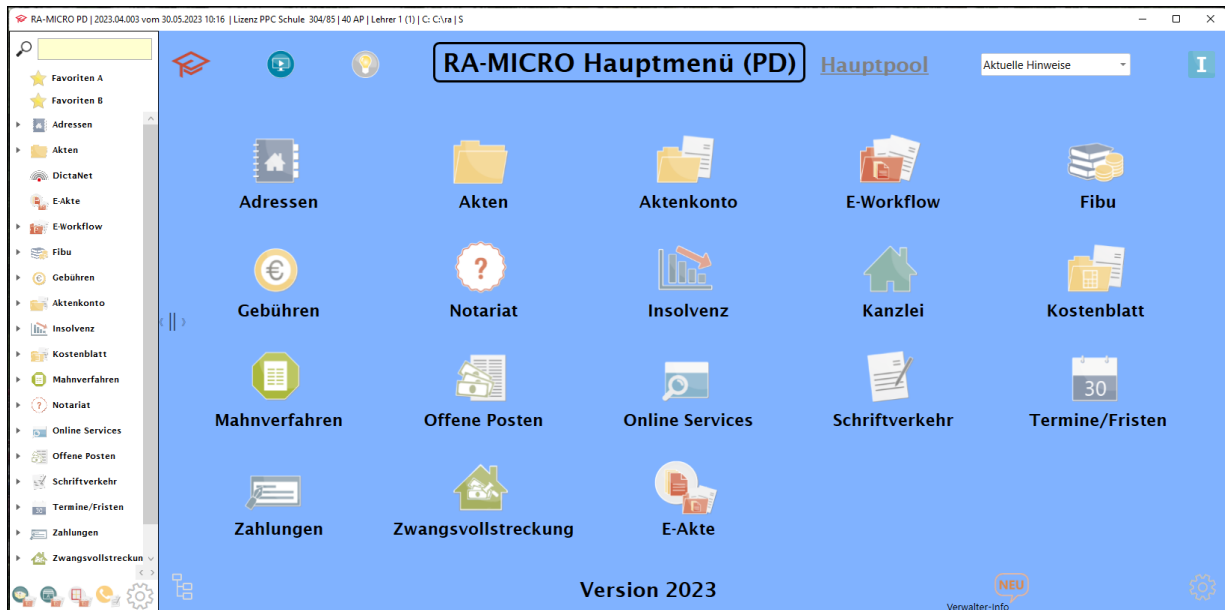 RA-MICRO PD | 2023.04.003 vom 30.05.2023 10:16 | Lizenz PPC Schule 304/85 | 40 AP | Lehrer 1 (1) | C: C:\ra | S
RA-MICRO Hauptmenü (PD) Hauptpool Aktuelle Hinweise I
Favoriten A
Favoriten B
Adressen
Akten
DictaNet
E-Akte
E-Workflow
Fibu
Gebühren
Aktenkonto
Insolvenz
Kostenblatt
Mahnverfahren
Notariat
Online Services
Offene Posten
Schriftverkehr
30 Termine/Fristen
Zahlungen
Zwangsvollstreckun
Adressen Akten Aktenkonto E-Workflow Fibu
Gebühren Notariat Insolvenz Kanzlei Kostenblatt
30
Mahnverfahren Offene Posten Online Services Schriftverkehr Termine/Fristen
Zahlungen Zwangsvollstreckung E-Akte
Version 2023
NEU
Verwalter-Info